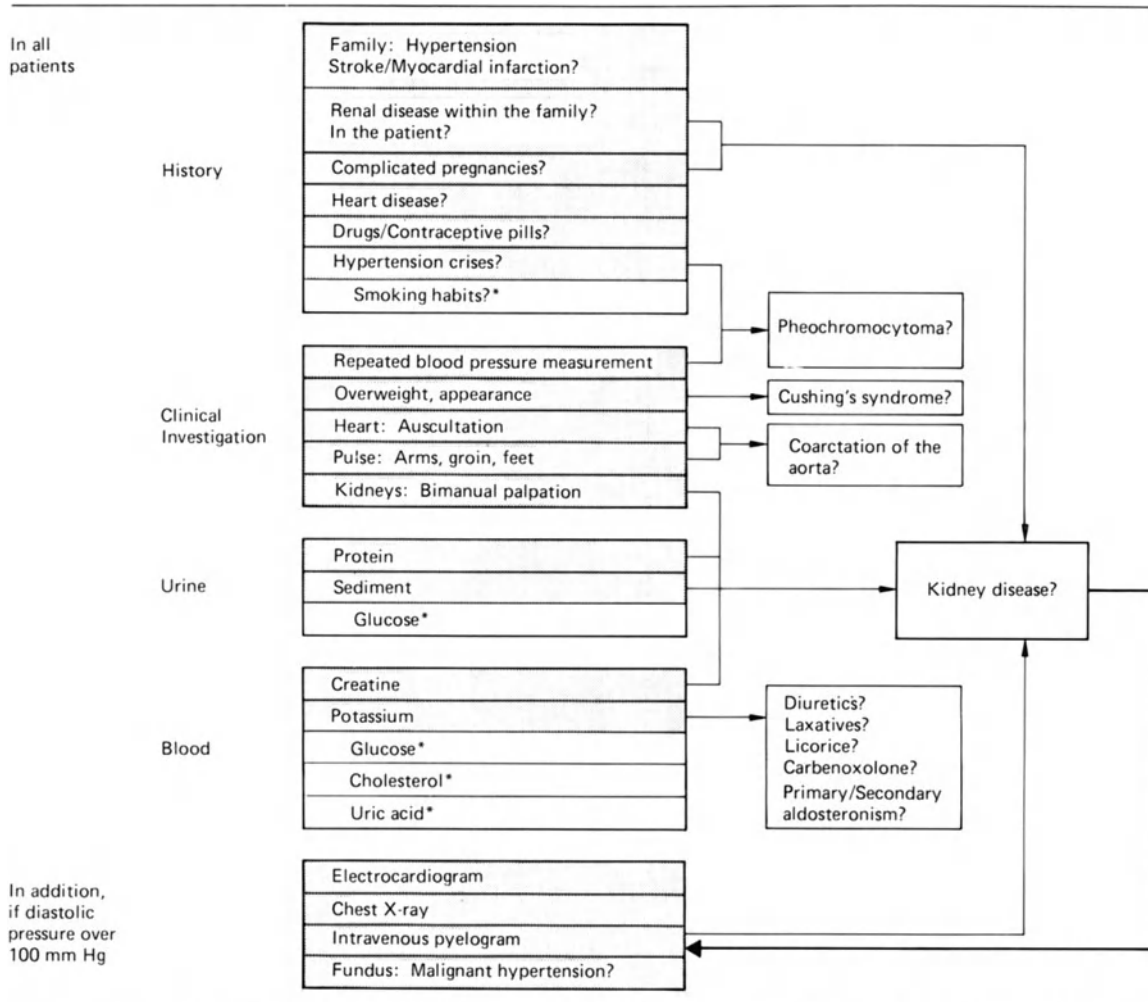 In all
patients
Family: Hypertension
Stroke/Myocardial infarction?
Renal disease within the family?
In the patient?
History
Complicated pregnancies?
Heart disease?
Drugs/Contraceptive pills?
Hypertension crises?
Smoking habits?*
Pheochromocytoma?
Repeated blood pressure measurement
Overweight, appearance
Cushing's syndrome?
Clinical
Investigation
Heart: Auscultation
Pulse: Arms, groin, feet
Coarctation of the
aorta?
Kidneys: Bimanual palpation
Urine
Protein
Sediment
Glucose*
Kidney disease?
Blood
Creatine
Potassium
Glucose*
Cholesterol*
Uric acid*
Diuretics?
Laxatives?
Licorice?
Carbenoxolone?
Primary/Secondary
aldosteronism?
In addition,
if diastolic
pressure over
100 mm Hg
Electrocardiogram
Chest X-ray
Intravenous pyelogram
Fundus: Malignant hypertension?